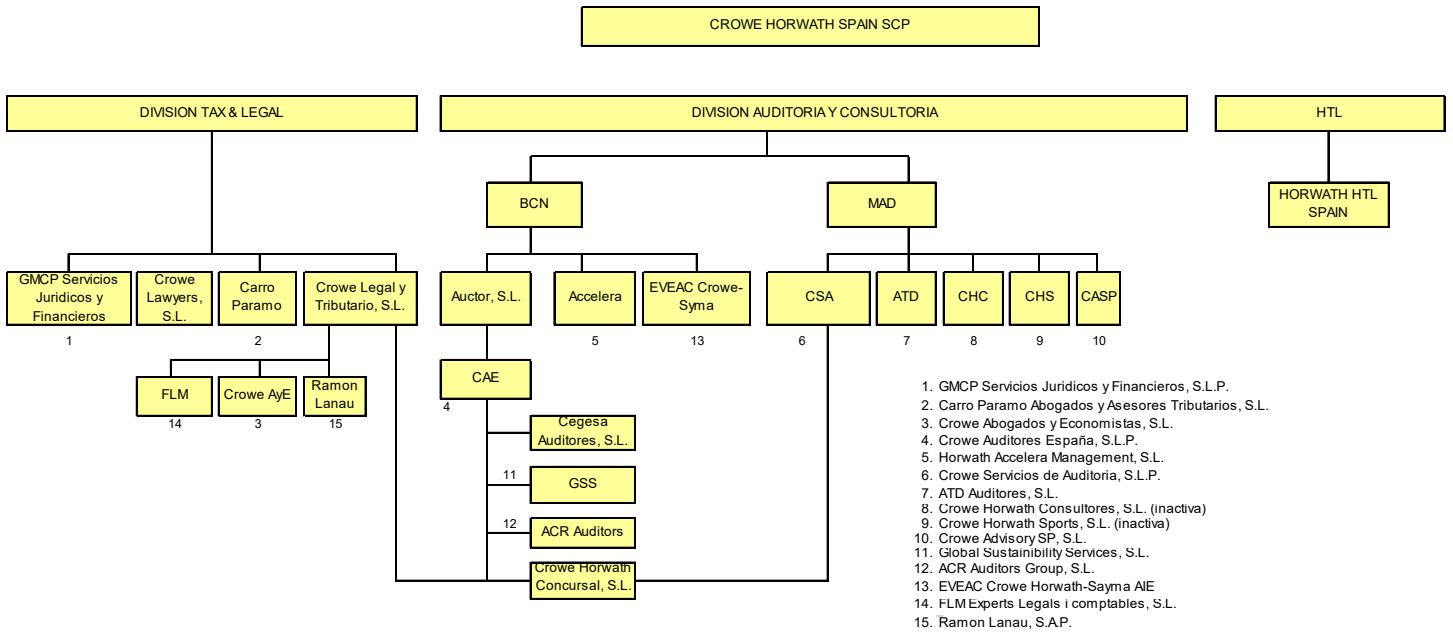 CROWE HORWATH SPAIN SCP
DIVISION TAX & LEGAL
DIVISION AUDITORIA Y CONSULTORIA
HTL
BCN
MAD
HORWATH HTL
SPAIN
GMCP Servicios
Juridicos y
Financieros
1
Crowe
Lawyers,
S.L.
Carro
Paramo
2
Crowe Legal y
Tributario, S.L.
Auctor, S.L.
Accelera
5
EVEAC Crowe-
Syma
13
CSA
6
ATD
7
CHC
8
CHS
9
CASP
10
FLM
14
Crowe AyE
3
Ramon
Lanau
15
CAE
4
Cegesa
Auditores, S.L.
11
GSS
12
ACR Auditors
Crowe Horwath
Concursal, S.L.
1. GMCP Servicios Juridicos y Financieros, S.L.P.
2. Carro Paramo Abogados y Asesores Tributarios, S.L.
3. Crowe Abogados y Economistas, S.L.
4. Crowe Auditores España, S.L.P.
5. Horwath Accelera Management, S.L.
6. Crowe Servicios de Auditoria, S.L.P.
7. ATD Auditores, S.L.
8. Crowe Horwath Consultores, S.L. (inactiva)
9. Crowe Horwath Sports, S.L. (inactiva)
10. Crowe Advisory SP, S.L.
11. Global Sustainibility Services, S.L.
12. ACR Auditors Group, S.L.
13. EVEAC Crowe Horwath-Sayma AIE
14. FLM Experts Legals i comptables, S.L.
15. Ramon Lanau, S.A.P.